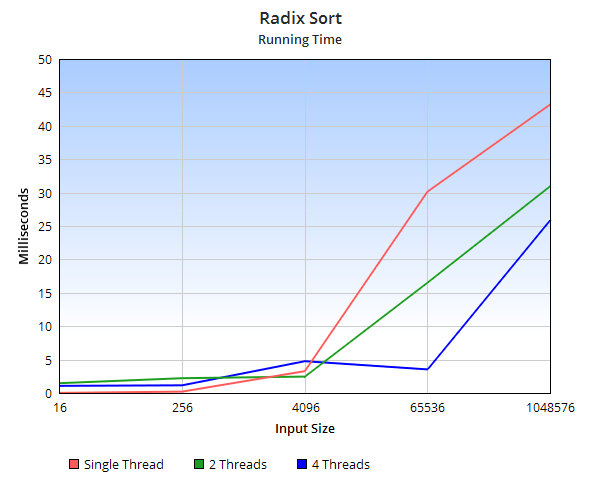 Radix Sort
Running Time
50
45
40
35
30
25
20
15
10
5
0
Milliseconds
16 256 4096 65536 1048576
Input Size
Single Thread 2 Threads 4 Threads